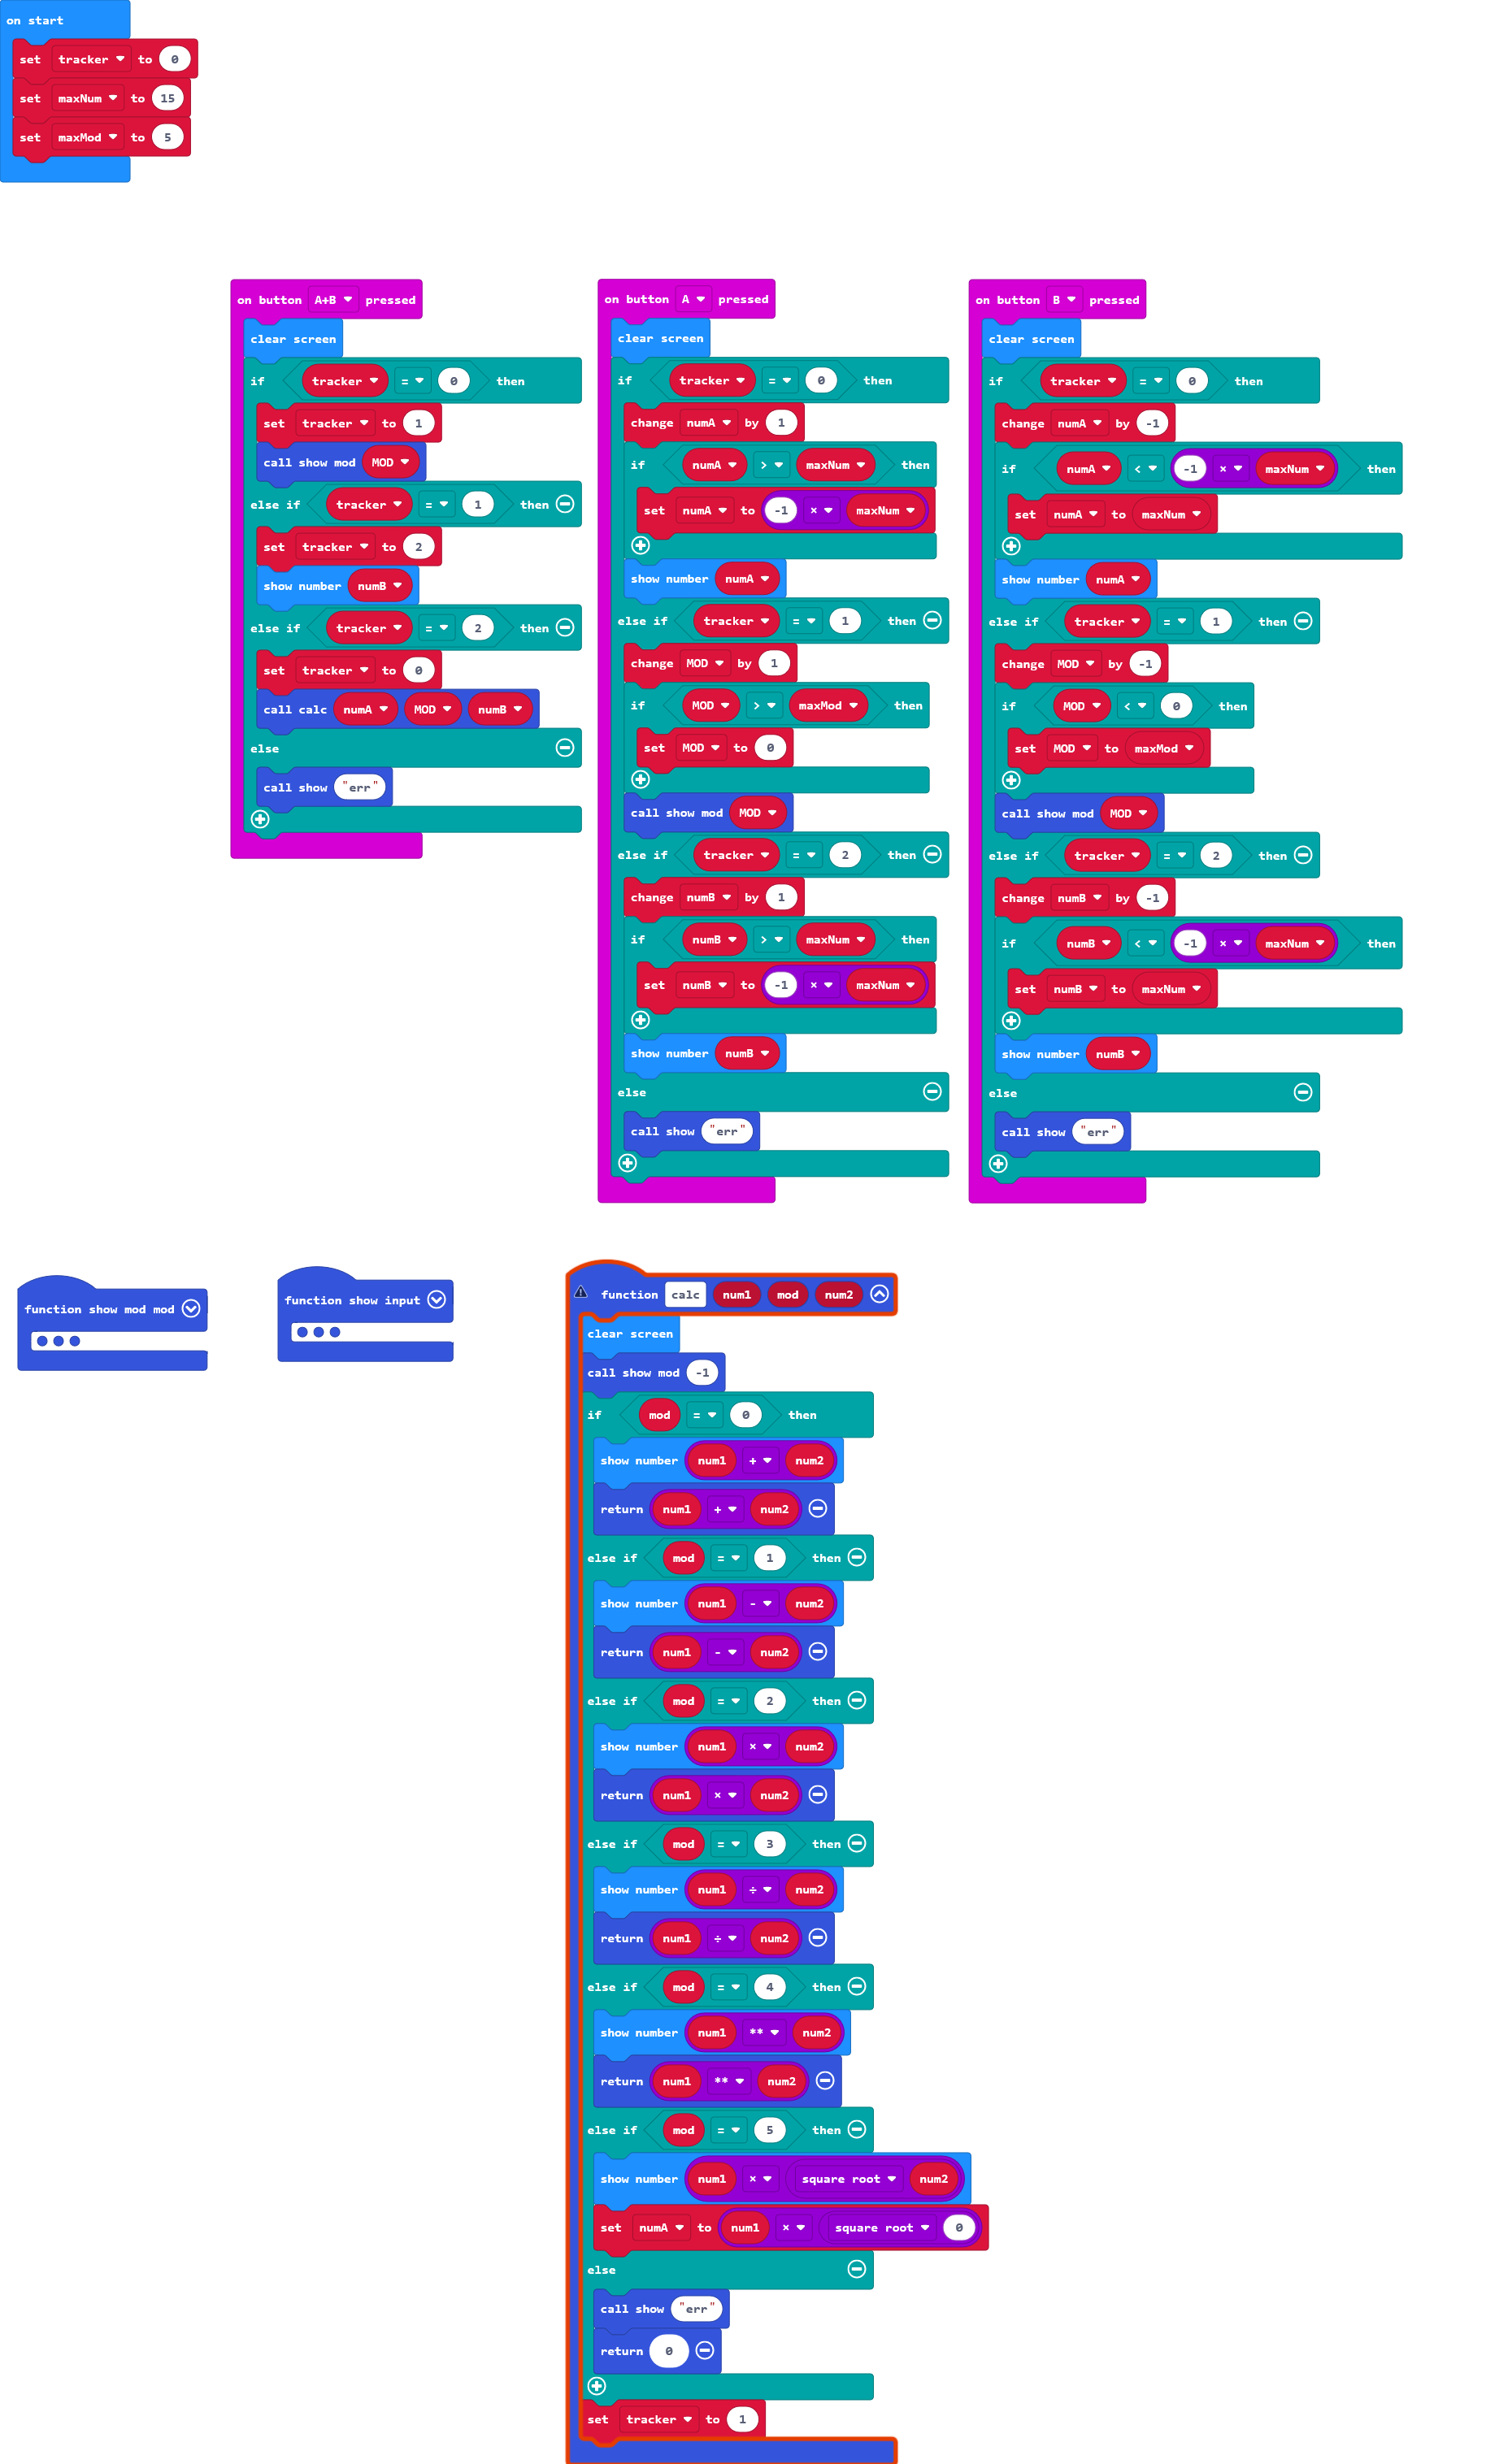 on start
set tracker to 0
set maxNum to 15
set maxMod to 5
on button A+B pressed
clear screen
if tracker = 0 then
set tracker to 1
call show mod MOD
else if tracker = 1 then
set tracker to 2
show number numB
else if tracker = 2 then
set tracker to 0
call calc numA MOD numB
else
call show "err"
on button A pressed
clear screen
if tracker = 0 then
change numA by 1
if numA > maxNum then
set numA to -1 × maxNum
show number numA
else if tracker = 1 then
change MOD by 1
if MOD > maxMod then
set MOD to 0
call show mod MOD
else if tracker = 2 then
change numB by 1
if numB > maxNum then
set numB to -1 × maxNum
show number numB
else
call show "err"
on button B pressed
clear screen
if tracker = 0 then
change numA by -1
if numA < -1 × maxNum then
set numA to maxNum
show number numA
else if tracker = 1 then
change MOD by -1
if MOD < 0 then
set MOD to maxMod
call show mod MOD
else if tracker = 2 then
change numB by -1
if numB < -1 × maxNum then
set numB to maxNum
show number numB
else
call show "err"
function show mod mod
function show input
function calc num1 mod num2
clear screen
call show mod -1
if mod = 0 then
show number num1 + num2
return num1 + num2
else if mod = 1 then
show number num1 - num2
return num1 - num2
else if mod = 2 then
show number num1 × num2
return num1 × num2
else if mod = 3 then
show number num1 ÷ num2
return num1 ÷ num2
else if mod = 4 then
show number num1 ** num2
return num1 ** num2
else if mod = 5 then
show number num1 × square root num2
set numA to num1 × square root 0
else
call show "err"
return 0
set tracker to 1